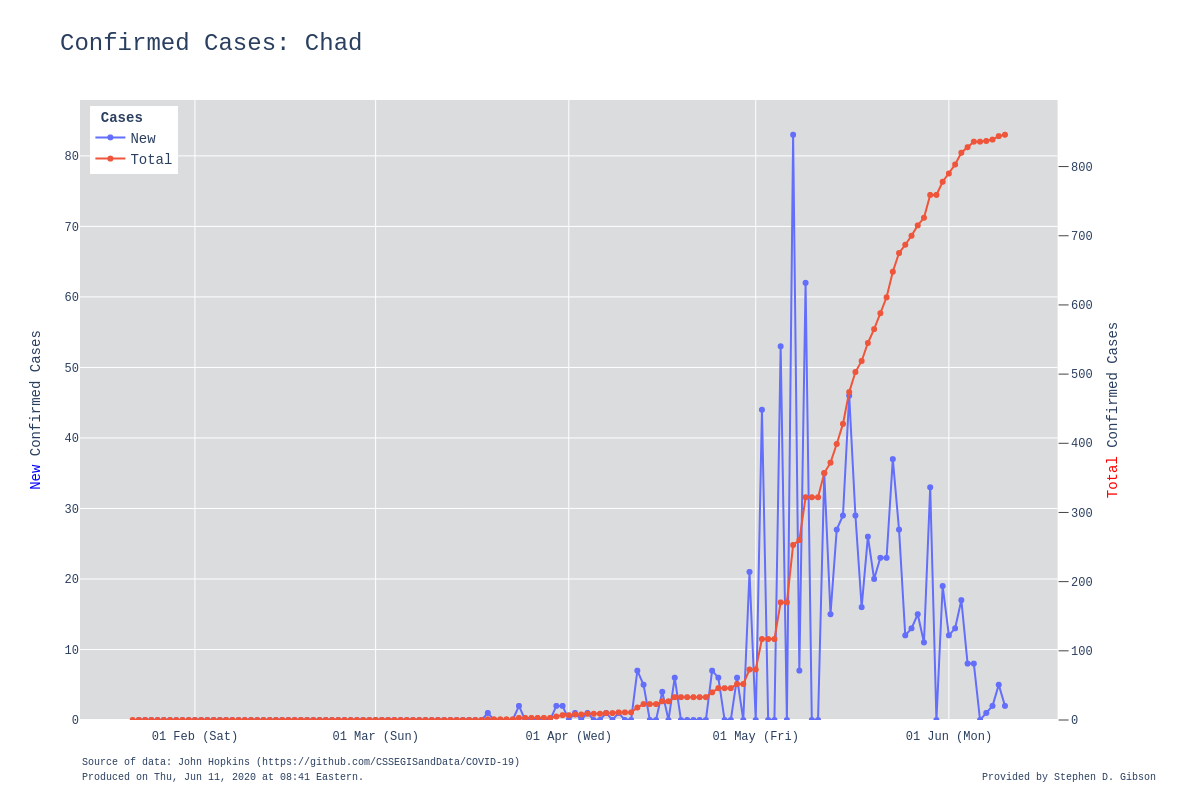 Confirmed Cases: Chad
Cases
New
Total
80
70
60
50
40
30
20
10
0
800
700
600
500
400
300
200
100
0
New Confirmed Cases
Total Confirmed Cases
01 Feb (Sat)
01 Mar (Sun)
01 Apr (Wed)
01 May (Fri)
01 Jun (Mon)
Source of data: John Hopkins (https://github.com/CSSEGISandData/COVID-19)
Produced on Thu, Jun 11, 2020 at 08:41 Eastern.
Provided by Stephen D. Gibson